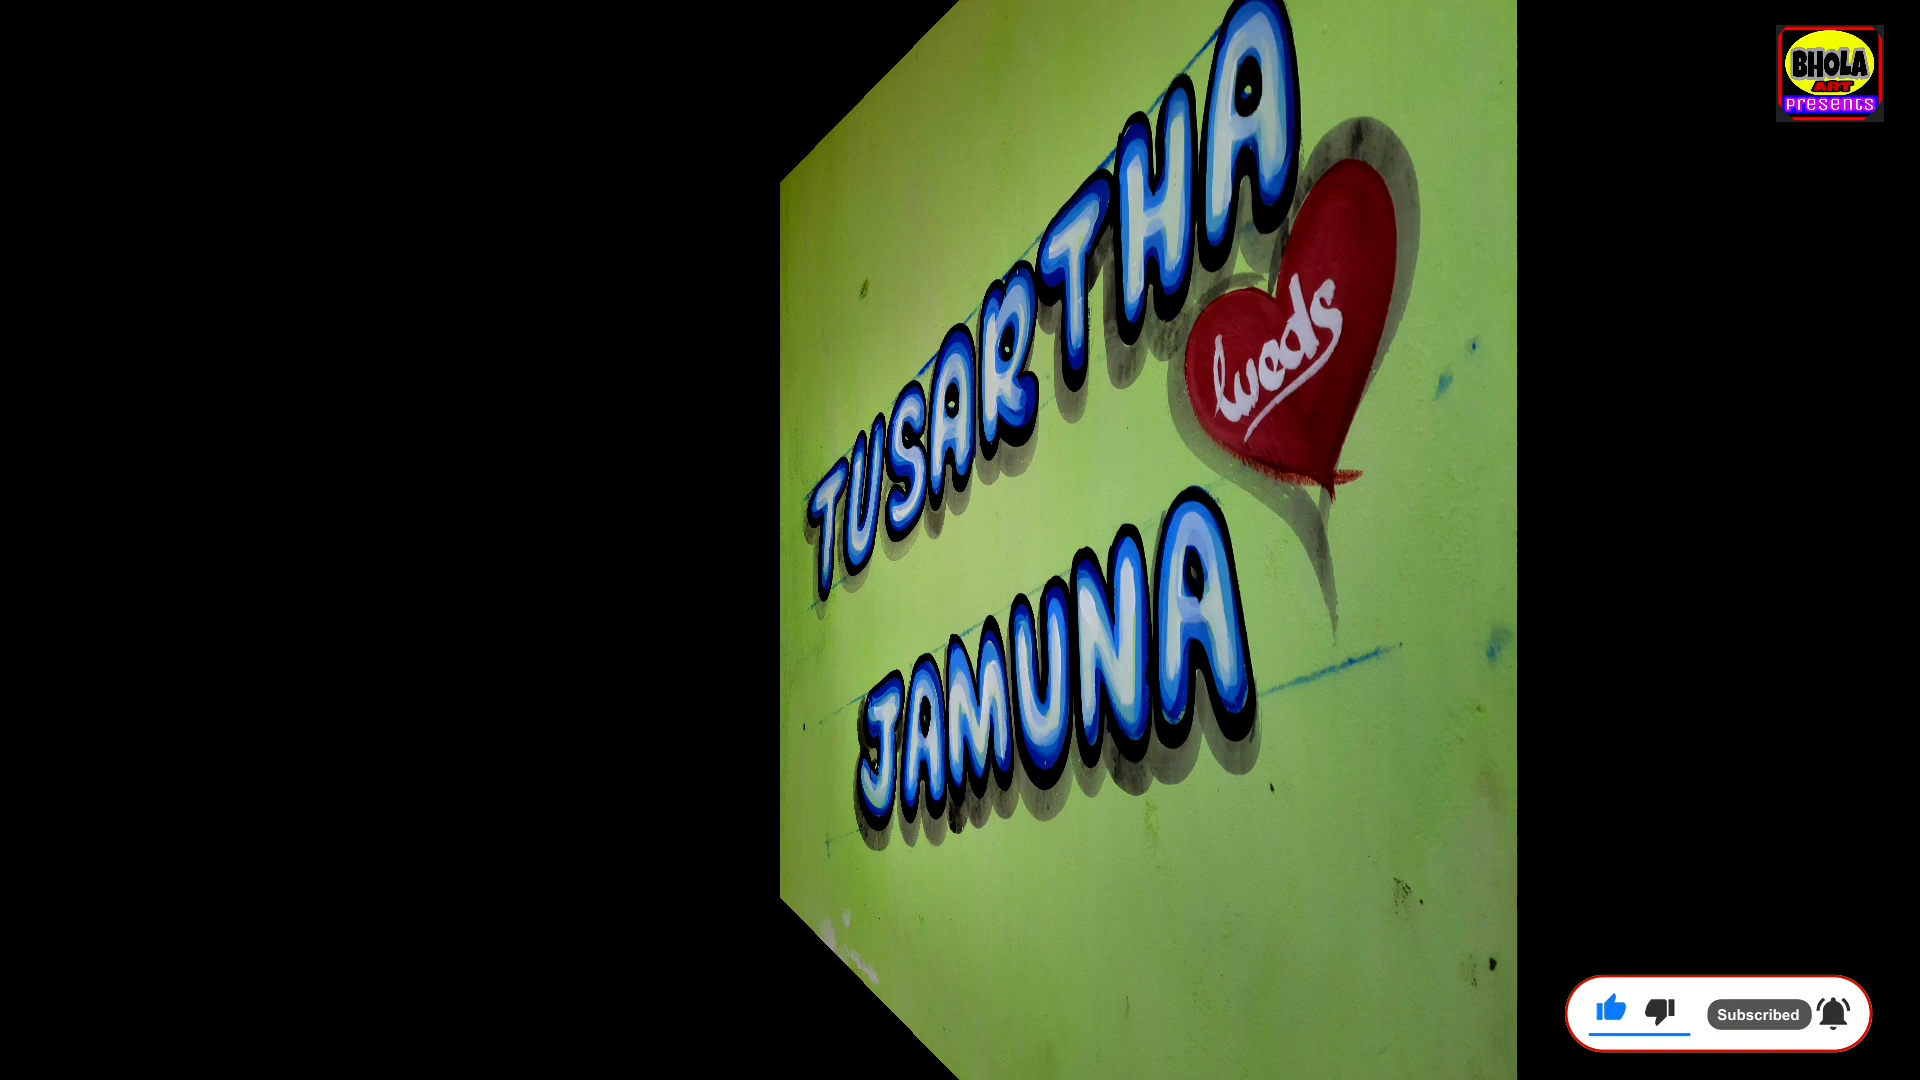 BHOLA
ART
presents
TUSARTHA
weds
JAMUNA
Subscribed